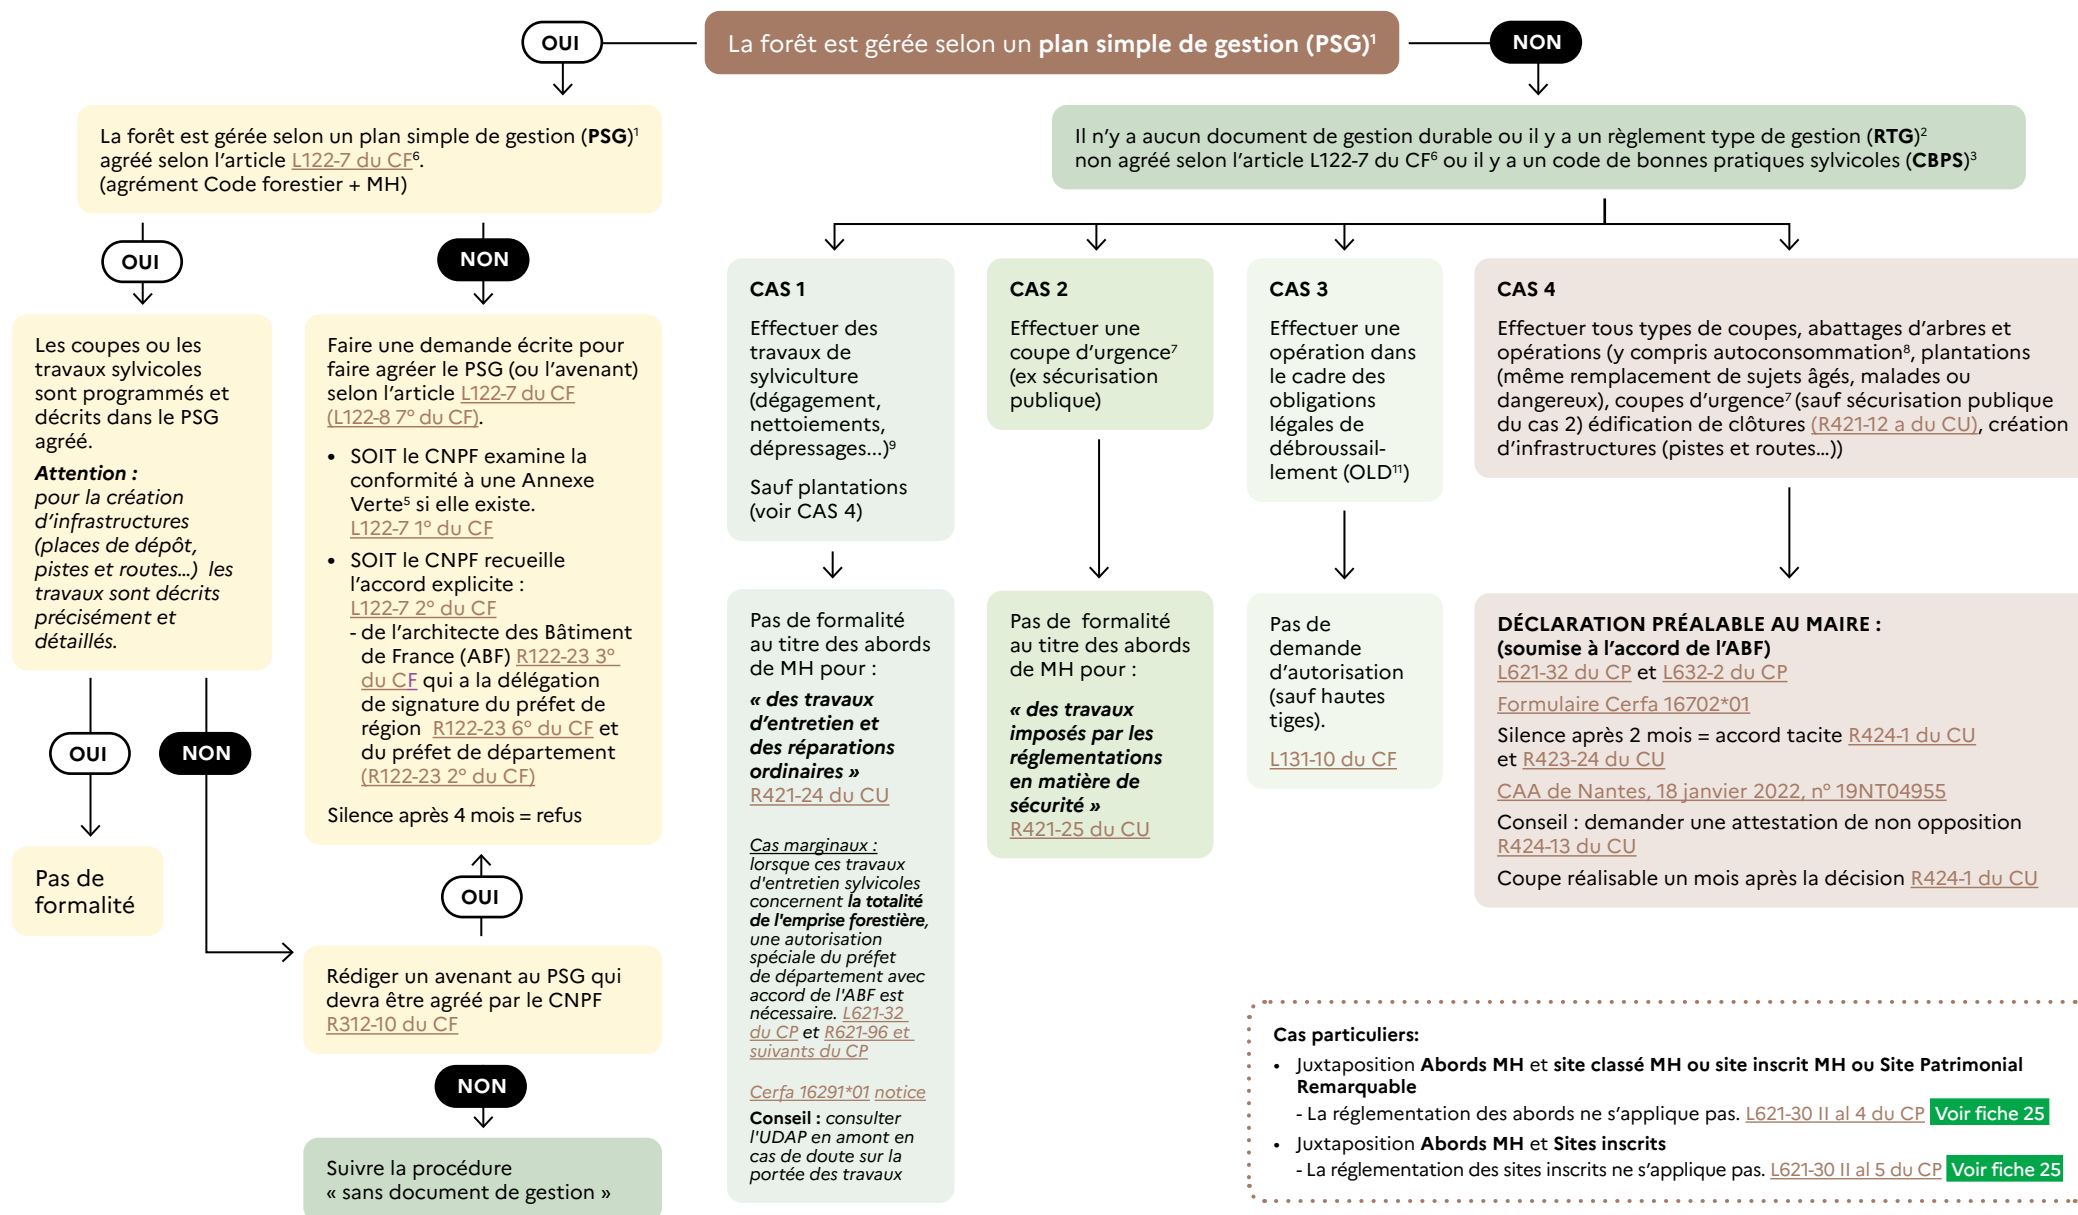 La forêt est gérée selon un plan simple de gestion (PSG)¹
OUI
NON
La forêt est gérée selon un plan simple de gestion (PSG)¹
agréé selon l'article L122-7 du CF⁶.
(agrément Code forestier + MH)
OUI
NON
Les coupes ou les
travaux sylvicoles
sont programmés et
décrits dans le PSG
agréé.
Attention :
pour la création
d'infrastructures
(places de dépôt,
pistes et routes...) les
travaux sont décrits
précisément et
détaillés.
OUI
NON
Pas de
formalité
Faire une demande écrite pour
faire agréer le PSG (ou l'avenant)
selon l'article L122-7 du CF
(L122-8 7° du CF).
• SOIT le CNPF examine la
conformité à une Annexe
Verte⁵ si elle existe.
L122-7 1° du CF
• SOIT le CNPF recueille
l'accord explicite :
L122-7 2° du CF
- de l'architecte des Bâtiment
de France (ABF) R122-23 3°
du CF qui a la délégation
de signature du préfet de
région R122-23 6° du CF et
du préfet de département
(R122-23 2° du CF)
Silence après 4 mois = refus
OUI
Rédiger un avenant au PSG qui
devra être agréé par le CNPF
R312-10 du CF
NON
Suivre la procédure
« sans document de gestion »
Il n'y a aucun document de gestion durable ou il y a un règlement type de gestion (RTG)²
non agréé selon l'article L122-7 du CF⁶ ou il y a un code de bonnes pratiques sylvicoles (CBPS)³
CAS 1
Effectuer des
travaux de
sylviculture
(dégagement,
nettoiements,
dépressages...)⁹
Sauf plantations
(voir CAS 4)
Pas de formalité
au titre des abords
de MH pour :
« des travaux
d'entretien et
des réparations
ordinaires »
R421-24 du CU
Cas marginaux :
lorsque ces travaux
d'entretien sylvicoles
concernent la totalité
de l'emprise forestière,
une autorisation
spéciale du préfet
de département avec
accord de l'ABF est
nécessaire. L621-32
du CP et R621-96 et
suivants du CP
Cerfa 16291*01 notice
Conseil : consulter
l'UDAP en amont en
cas de doute sur la
portée des travaux
CAS 2
Effectuer une
coupe d'urgence⁷
(ex sécurisation
publique)
Pas de formalité
au titre des abords
de MH pour :
« des travaux
imposés par les
réglementations
en matière de
sécurité »
R421-25 du CU
CAS 3
Effectuer une
opération dans
le cadre des
obligations
légales de
débroussail-
lement (OLD¹¹)
Pas de
demande
d'autorisation
(sauf hautes
tiges).
L131-10 du CF
CAS 4
Effectuer tous types de coupes, abattages d'arbres et
opérations (y compris autoconsommation⁸, plantations
(même remplacement de sujets âgés, malades ou
dangereux), coupes d'urgence⁷ (sauf sécurisation publique
du cas 2) édification de clôtures (R421-12 a du CU), création
d'infrastructures (pistes et routes...))
DÉCLARATION PRÉALABLE AU MAIRE :
(soumise à l'accord de l'ABF)
L621-32 du CP et L632-2 du CP
Formulaire Cerfa 16702*01
Silence après 2 mois = accord tacite R424-1 du CU
et R423-24 du CU
CAA de Nantes, 18 janvier 2022, n° 19NT04955
Conseil : demander une attestation de non opposition
R424-13 du CU
Coupe réalisable un mois après la décision R424-1 du CU
Cas particuliers:
• Juxtaposition Abords MH et site classé MH ou site inscrit MH ou Site Patrimonial
Remarquable
- La réglementation des abords ne s'applique pas. L621-30 II al 4 du CP Voir fiche 25
• Juxtaposition Abords MH et Sites inscrits
- La réglementation des sites inscrits ne s'applique pas. L621-30 II al 5 du CP Voir fiche 25